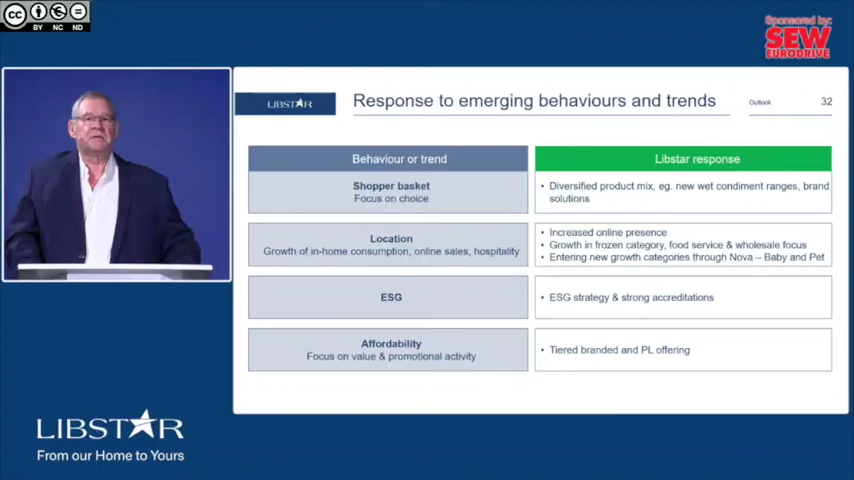 CC
BY NC ND
Sponsored by:
SEW
EURODRIVE
LIBSTAR
Response to emerging behaviours and trends
Outlook
32
Behaviour or trend
Libstar response
Shopper basket
Focus on choice
• Diversified product mix, eg. new wet condiment ranges, brand
solutions
Location
Growth of in-home consumption, online sales, hospitality
• Increased online presence
• Growth in frozen category, food service & wholesale focus
• Entering new growth categories through Nova – Baby and Pet
ESG
• ESG strategy & strong accreditations
Affordability
Focus on value & promotional activity
• Tiered branded and PL offering
LIBSTAR
From our Home to Yours